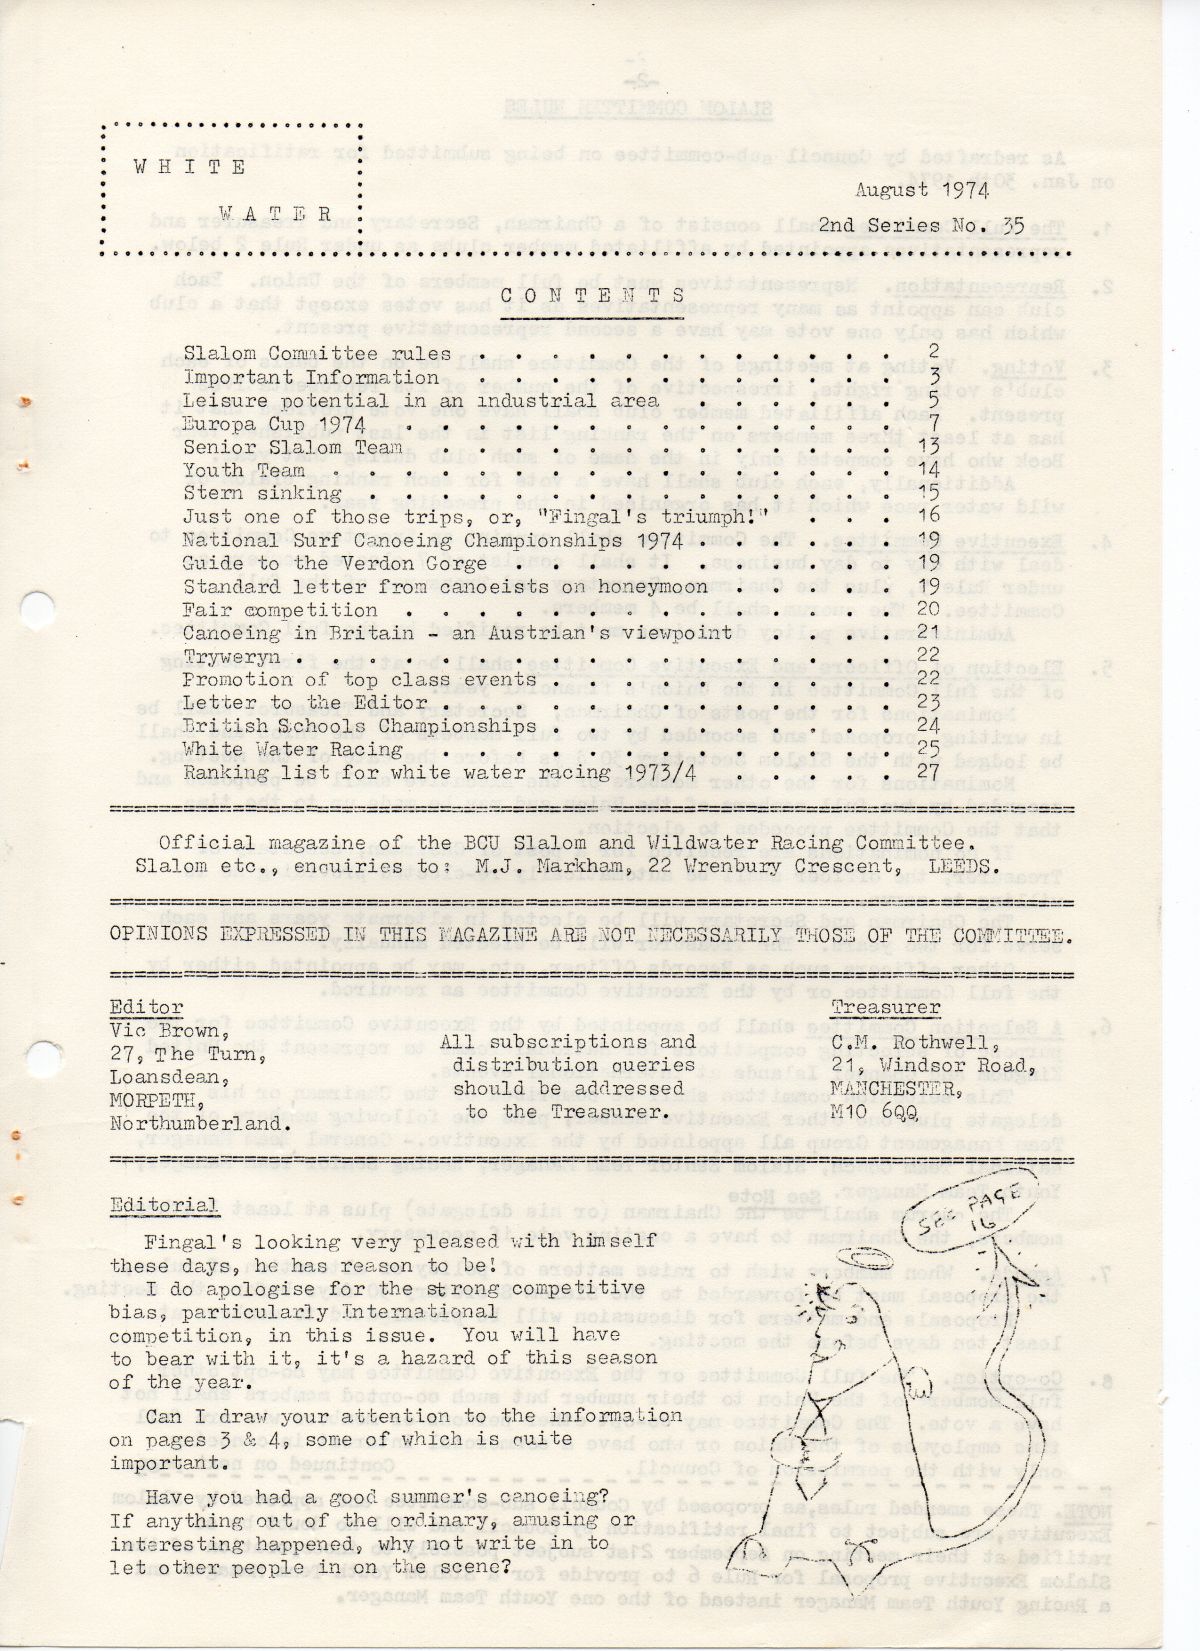 WHITE
WATER
August 1974
2nd Series No. 35
CONTENTS
Slalom Committee rules . . . . . . . . . . . . 2
Important Information . . . . . . . . . . . . 3
Leisure potential in an industrial area . . . . . . 5
Europa Cup 1974 . . . . . . . . . . . . . . 7
Senior Slalom Team . . . . . . . . . . . . . 13
Youth Team . . . . . . . . . . . . . . . . 14
Stern sinking . . . . . . . . . . . . . . . 15
Just one of those trips, or, "Fingal's triumph!" . . . 16
National Surf Canoeing Championships 1974 . . . . . . 19
Guide to the Verdon Gorge . . . . . . . . . . . 19
Standard letter from canoeists on honeymoon . . . . . 19
Fair competition . . . . . . . . . . . . . . 20
Canoeing in Britain - an Austrian's viewpoint . . . . 21
Tryweryn . . . . . . . . . . . . . . . . . 22
Promotion of top class events . . . . . . . . . . 22
Letter to the Editor . . . . . . . . . . . . . 23
British Schools Championships . . . . . . . . . . 24
White Water Racing . . . . . . . . . . . . . 25
Ranking list for white water racing 1973/4 . . . . . 27
Official magazine of the BCU Slalom and Wildwater Racing Committee.
Slalom etc., enquiries to: M.J. Markham, 22 Wrenbury Crescent, LEEDS.
OPINIONS EXPRESSED IN THIS MAGAZINE ARE NOT NECESSARILY THOSE OF THE COMMITTEE.
Editor
Vic Brown,
27, The Turn,
Loansdean,
MORPETH,
Northumberland.
All subscriptions and
distribution queries
should be addressed
to the Treasurer.
Treasurer
C.M. Rothwell,
21, Windsor Road,
MANCHESTER,
M10 6QQ
Editorial
Fingal's looking very pleased with himself
these days, he has reason to be!
I do apologise for the strong competitive
bias, particularly International
competition, in this issue. You will have
to bear with it, it's a hazard of this season
of the year.
Can I draw your attention to the information
on pages 3 & 4, some of which is quite
important.
Have you had a good summer's canoeing?
If anything out of the ordinary, amusing or
interesting happened, why not write in to
let other people in on the scene?
SEE PAGE
16